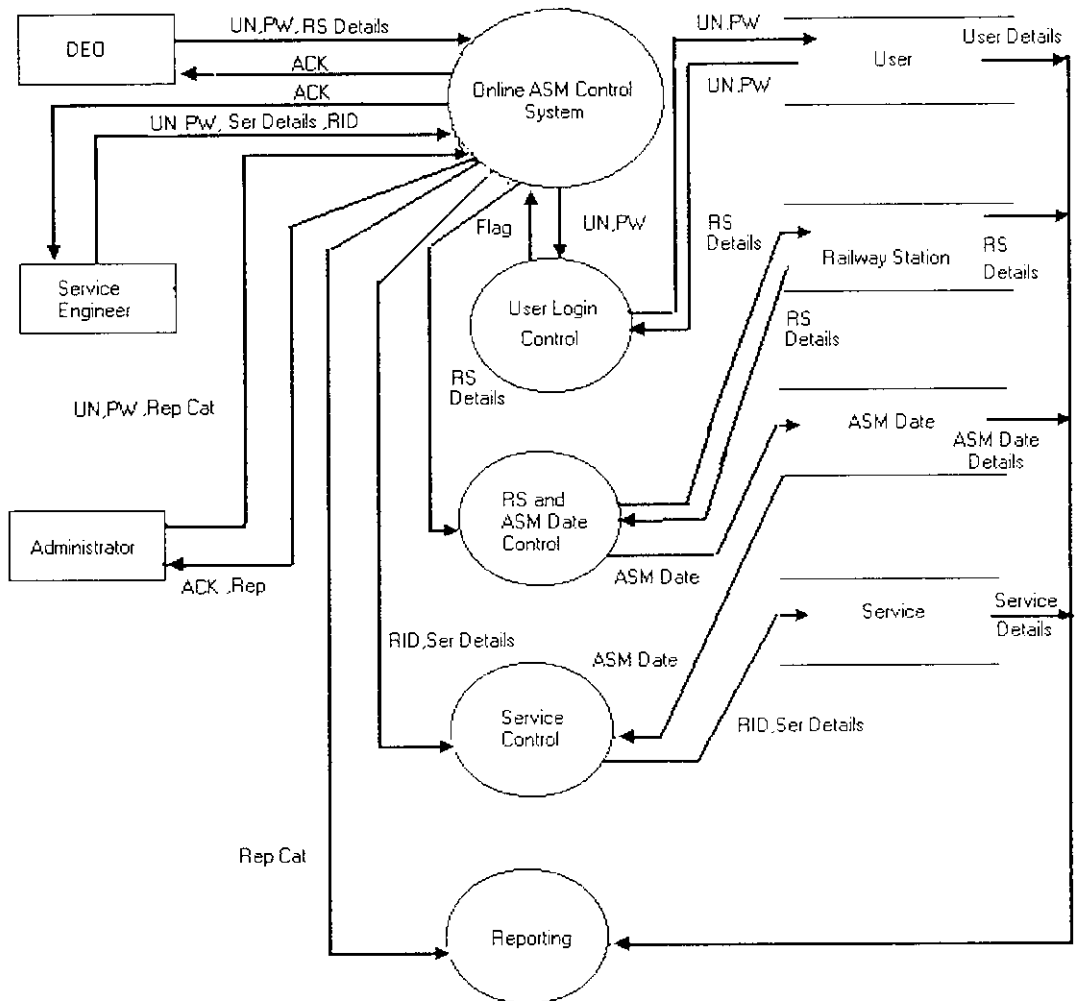 UN,PW,RS Details
DEO
ACK
ACK
UN,PW, Ser Details ,RID
Online ASM Control
System
UN,PW
User Details
User
UN,PW
Flag
UN,PW
RS
Details
Railway Station
RS
Details
Service
Engineer
User Login
Control
RS
Details
RS
Details
UN,PW ,Rep Cat
ASM Date
ASM Date
Details
RS and
ASM Date
Control
Administrator
ACK ,Rep
ASM Date
Service
Service
Details
RID,Ser Details
ASM Date
Service
Control
RID,Ser Details
Rep Cat
Reporting